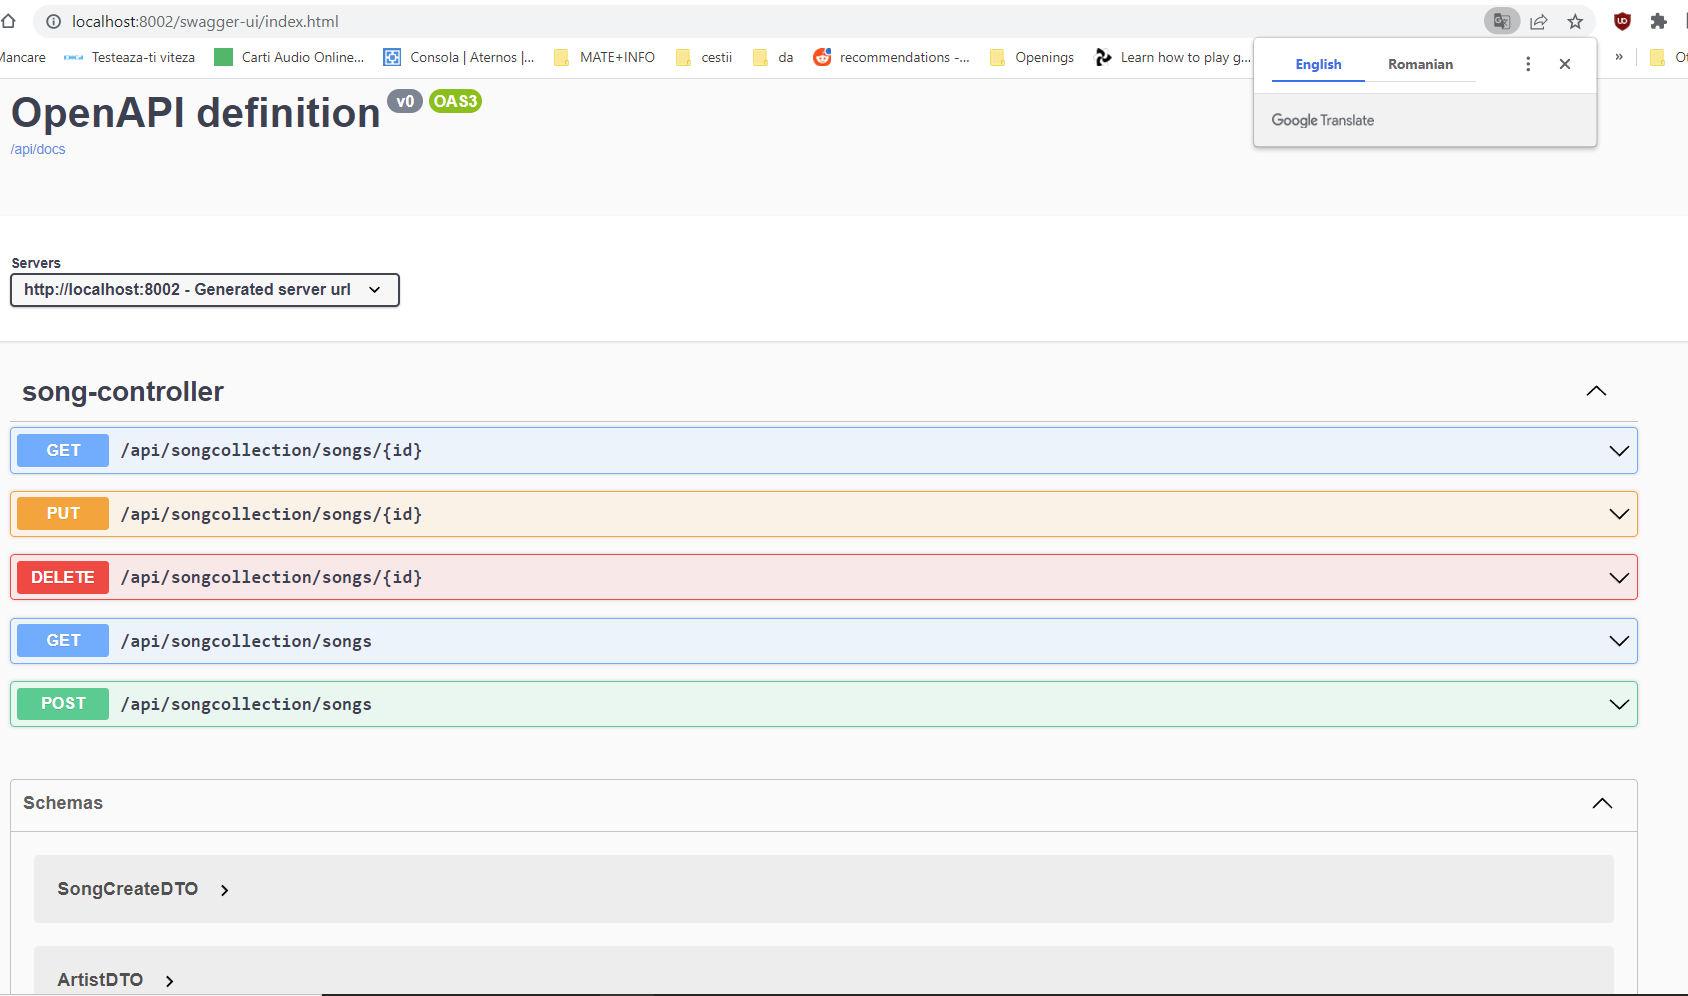 localhost:8002/swagger-ui/index.html
Mancare Testeaza-ti viteza Carti Audio Online... Consola | Aternos |... MATE+INFO cestii da recommendations -... Openings Learn how to play g... »
English Romanian
Google Translate
OpenAPI definition v0 OAS3
/api/docs
Servers
http://localhost:8002 - Generated server url
song-controller
GET /api/songcollection/songs/{id}
PUT /api/songcollection/songs/{id}
DELETE /api/songcollection/songs/{id}
GET /api/songcollection/songs
POST /api/songcollection/songs
Schemas
SongCreateDTO
ArtistDTO